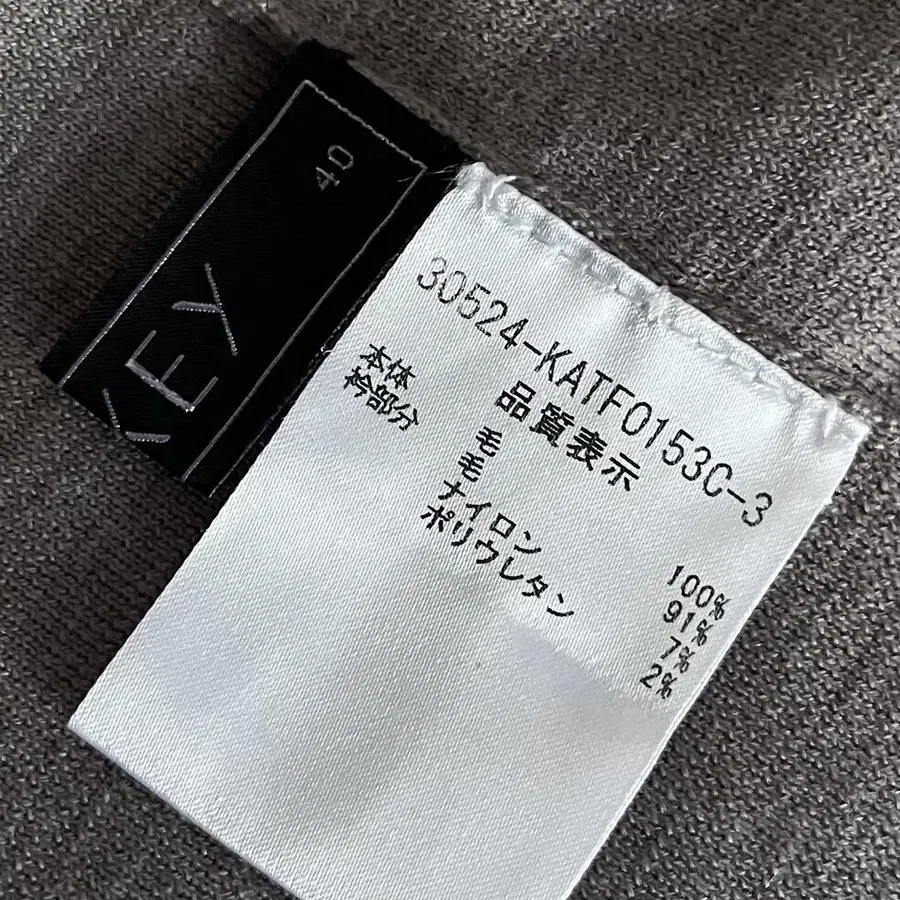 40
KEY
30524-KATF0153C-3
品質表示
本体 毛 100%
衿部分 毛 91%
ナイロン 7%
ポリウレタン 2%